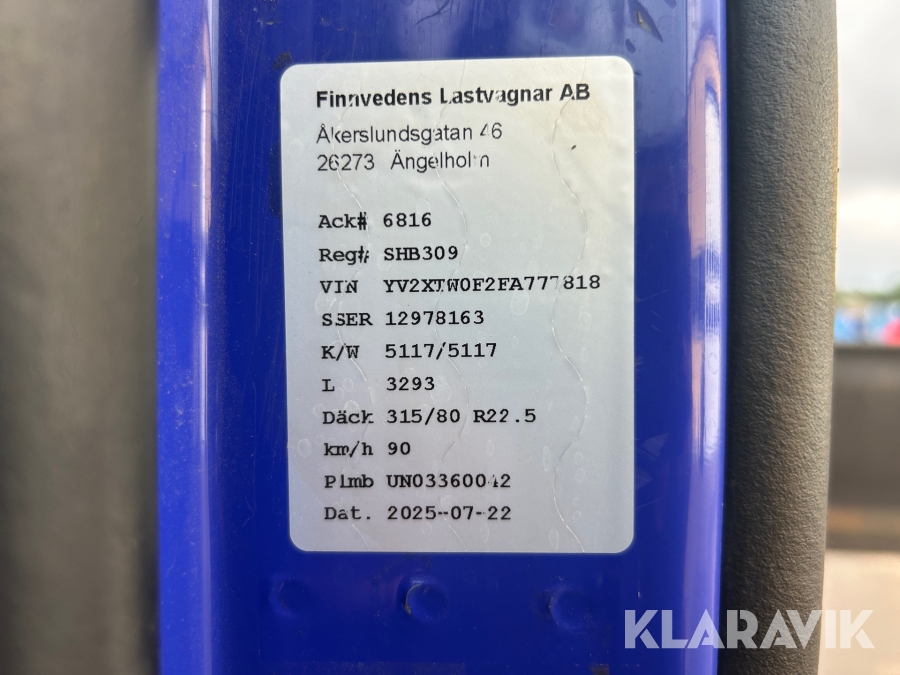 Finnvedens Lastvagnar AB
Åkerslundsgatan 46
26273 Ängelholm
Ack# 6816
Reg# SHB309
VIN YV2XTW0F2FA777818
SSER 12978163
K/W 5117/5117
L 3293
Däck 315/80 R22.5
km/h 90
Plmb UN03360042
Dat. 2025-07-22
KLARAVIK